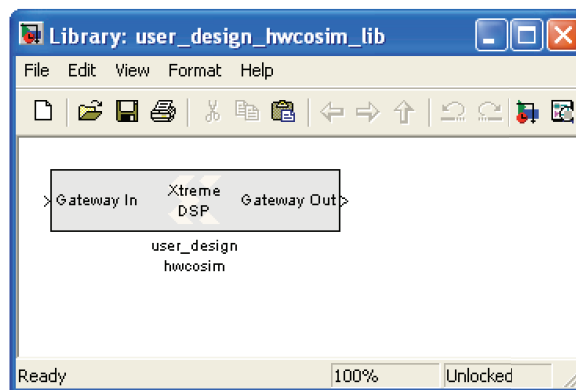 Library: user_design_hwcosim_lib
File Edit View Format Help
Gateway In Xtreme DSP Gateway Out
user_design
hwcosim
Ready 100% Unlocked